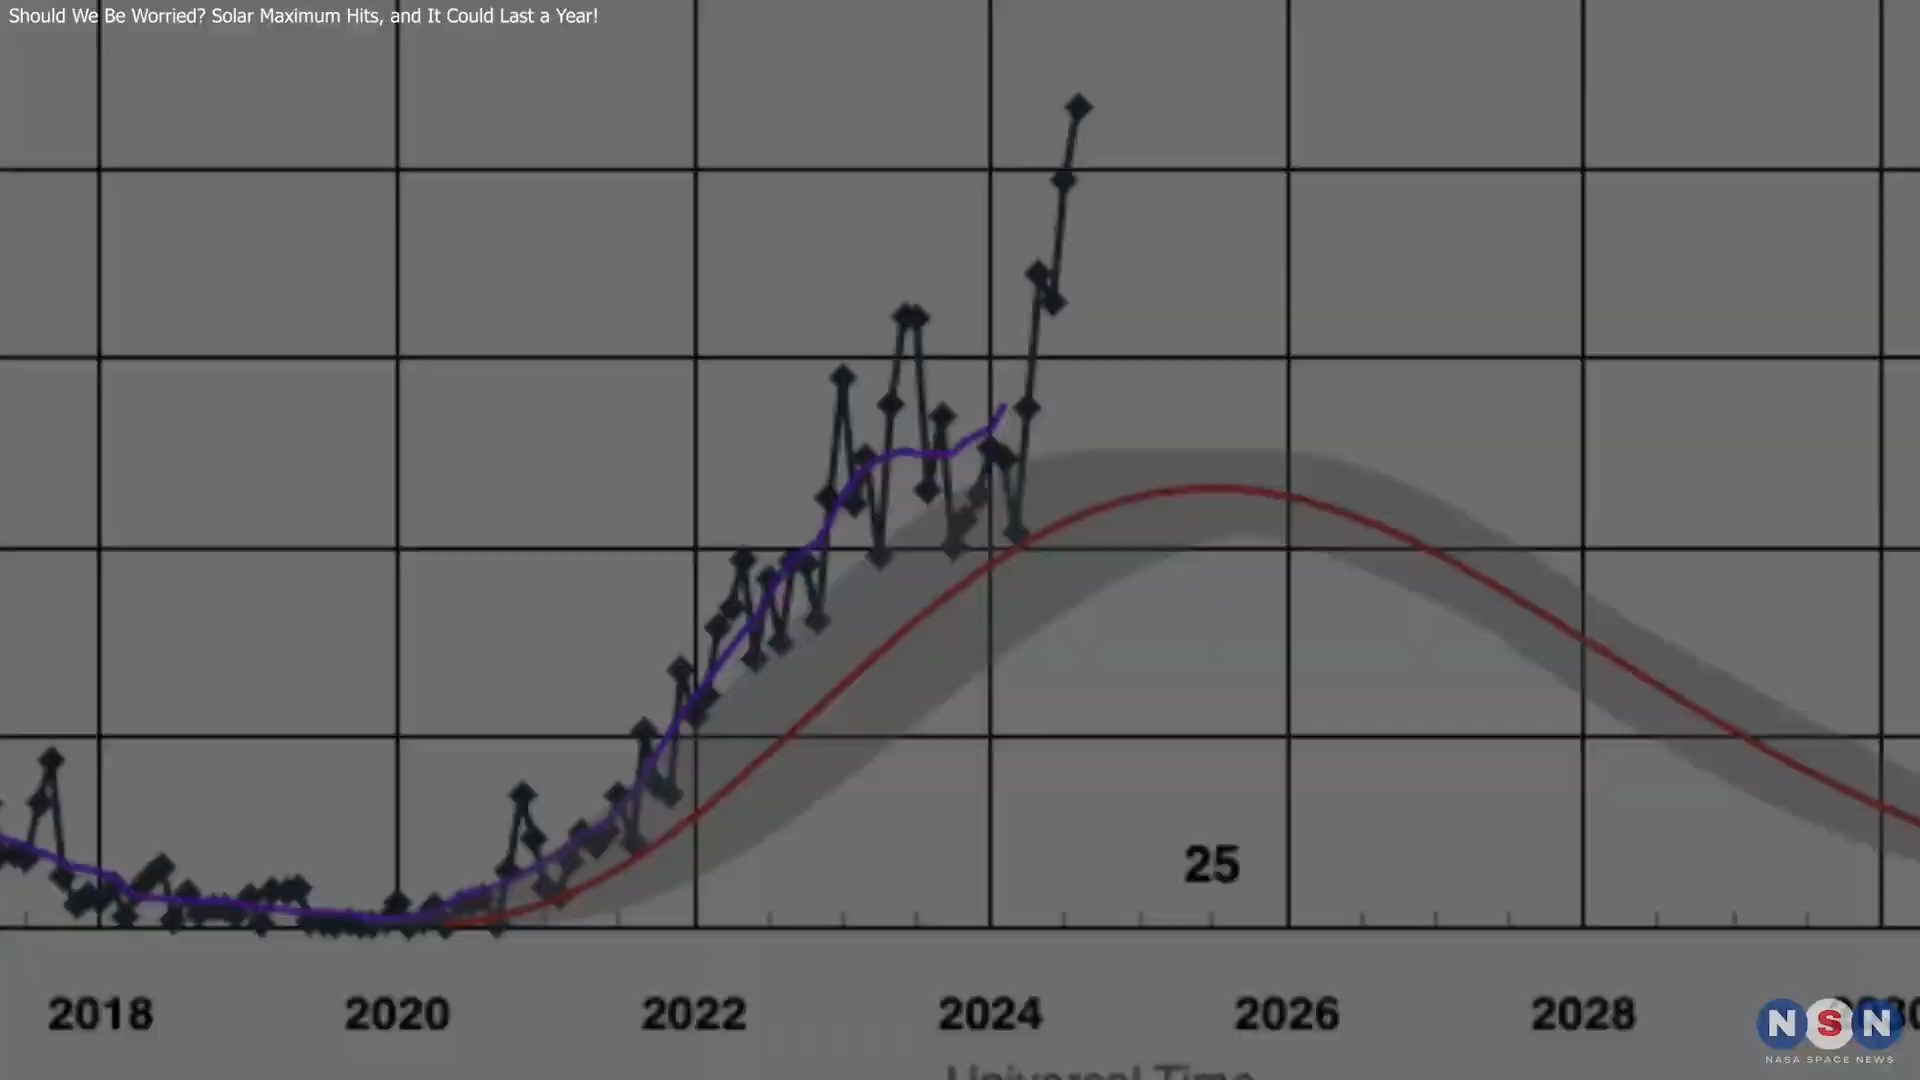 Should We Be Worried? Solar Maximum Hits, and It Could Last a Year!
25
2018 2020 2022 2024 2026 2028
Universal Time
NSN
NASA SPACE NEWS